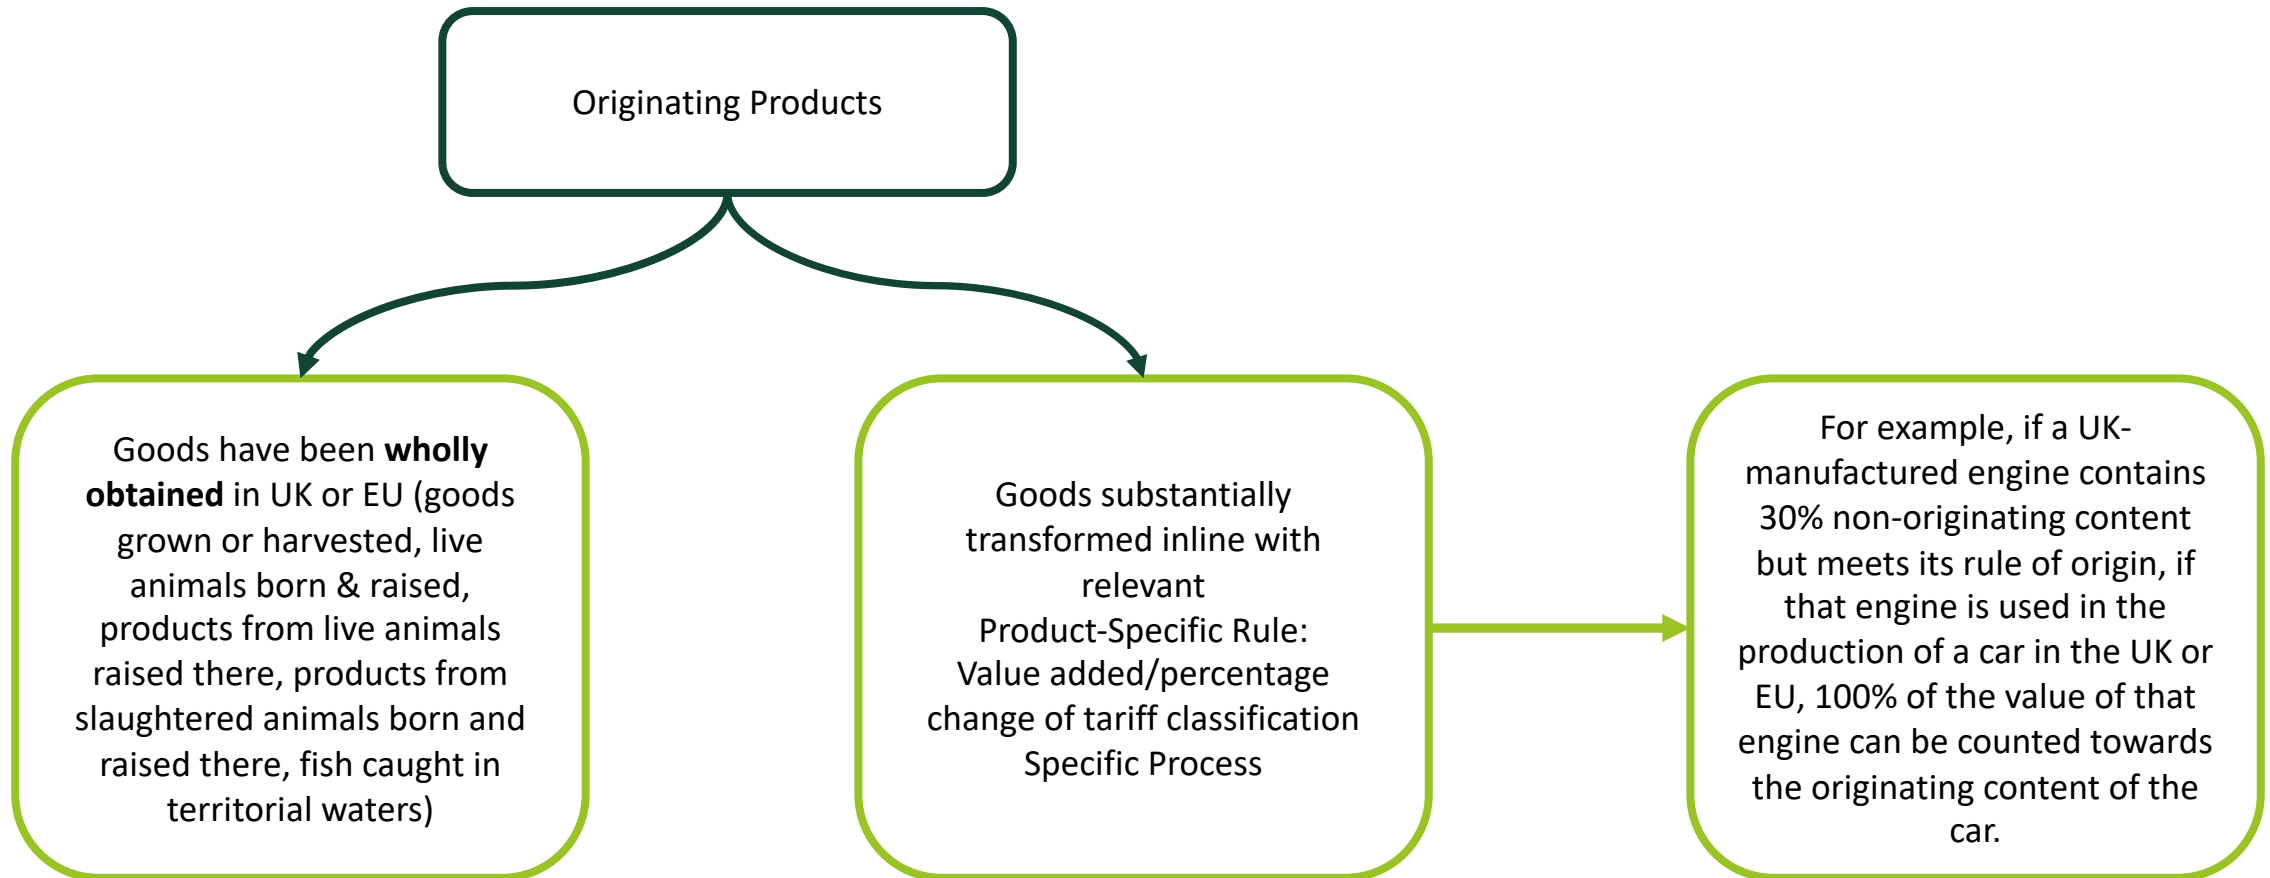 Originating Products
Goods have been wholly
obtained in UK or EU (goods
grown or harvested, live
animals born & raised,
products from live animals
raised there, products from
slaughtered animals born and
raised there, fish caught in
territorial waters)
Goods substantially
transformed inline with
relevant
Product-Specific Rule:
Value added/percentage
change of tariff classification
Specific Process
For example, if a UK-
manufactured engine contains
30% non-originating content
but meets its rule of origin, if
that engine is used in the
production of a car in the UK or
EU, 100% of the value of that
engine can be counted towards
the originating content of the
car.